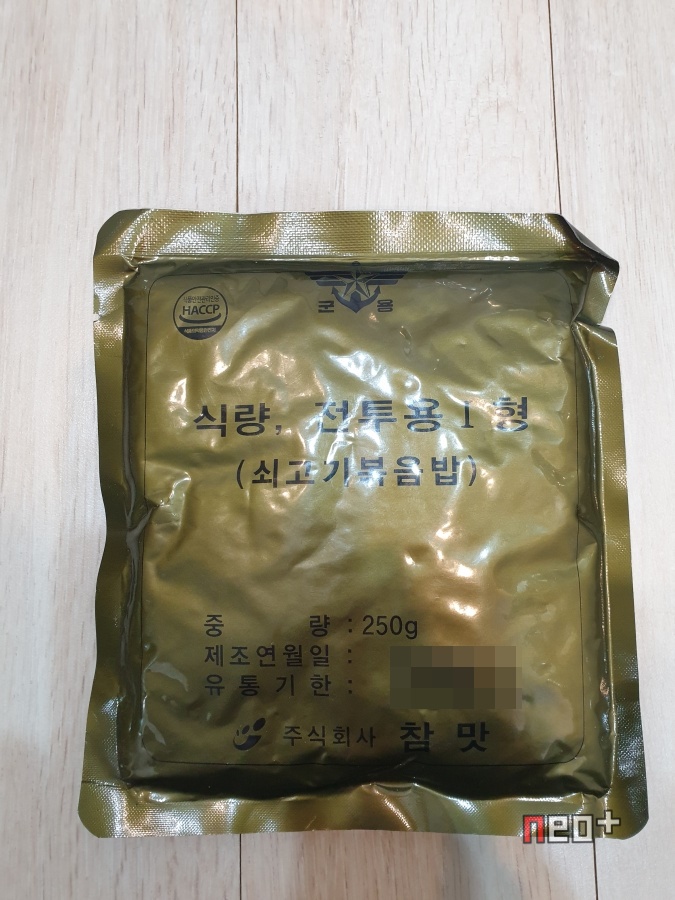 HACCP
군 용
식량, 전투용 I 형
(쇠고기볶음밥)
중 량 : 250g
제조연월일 :
유통기한 :
주식회사 참맛
neo+